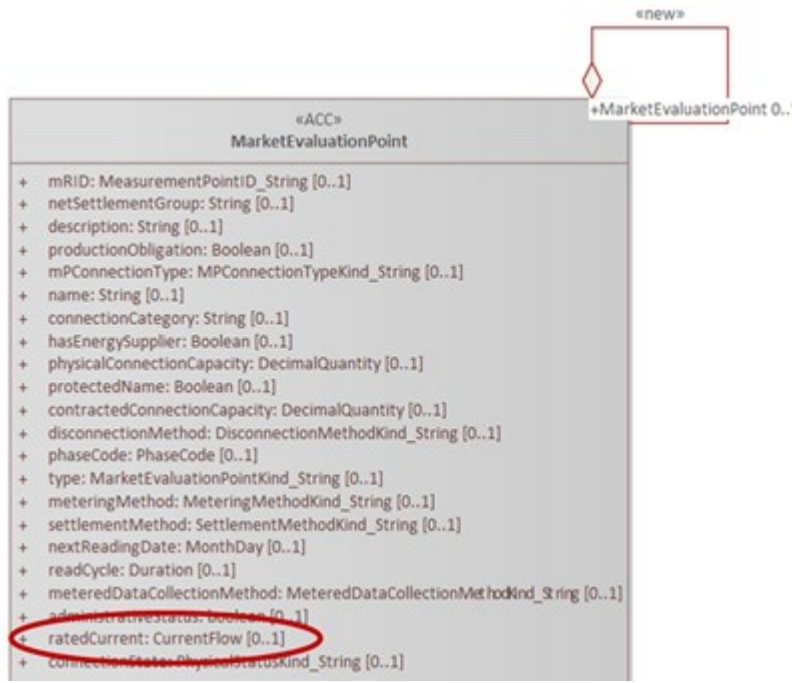 «new»
+MarketEvaluationPoint 0..*
«ACC»
MarketEvaluationPoint
+ mRID: MeasurementPointID_String [0..1]
+ netSettlementGroup: String [0..1]
+ description: String [0..1]
+ productionObligation: Boolean [0..1]
+ mPConnectionType: MPConnectionTypeKind_String [0..1]
+ name: String [0..1]
+ connectionCategory: String [0..1]
+ hasEnergySupplier: Boolean [0..1]
+ physicalConnectionCapacity: DecimalQuantity [0..1]
+ protectedName: Boolean [0..1]
+ contractedConnectionCapacity: DecimalQuantity [0..1]
+ disconnectionMethod: DisconnectionMethodKind_String [0..1]
+ phaseCode: PhaseCode [0..1]
+ type: MarketEvaluationPointKind_String [0..1]
+ meteringMethod: MeteringMethodKind_String [0..1]
+ settlementMethod: SettlementMethodKind_String [0..1]
+ nextReadingDate: MonthDay [0..1]
+ readCycle: Duration [0..1]
+ meteredDataCollectionMethod: MeteredDataCollectionMethodKind_String [0..1]
+ administrativeStatus: boolean [0..1]
+ ratedCurrent: CurrentFlow [0..1]
+ connectionState: PhysicalStatusKind_String [0..1]